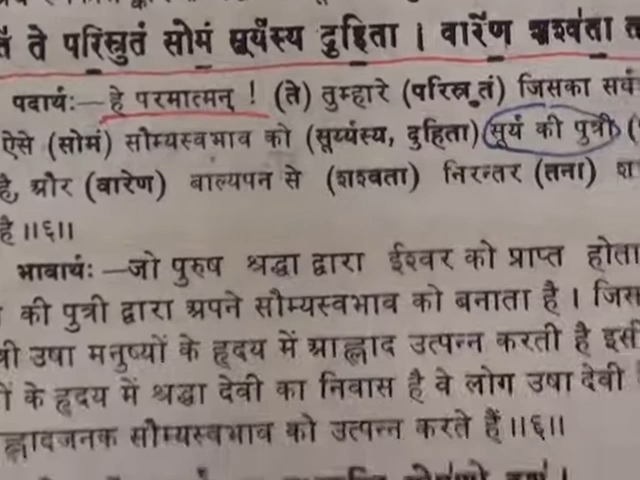 ते परिस्रुतं सोमं सूर्यस्य दुहिता । वारेण शश्वता
पदार्थः—हे परमात्मन् ! (ते) तुम्हारे (परिस्रुतं) जिसका सर्व
ऐसे (सोमं) सौम्यस्वभाव को (सूर्य्यस्य, दुहिता) सूर्य की पुत्री (
है, और (वारेण) बाल्यपन से (शश्वता) निरन्तर (तना) श
है ॥६॥
भावार्थः—जो पुरुष श्रद्धा द्वारा ईश्वर को प्राप्त होता
की पुत्री द्वारा अपने सौम्यस्वभाव को बनाता है । जिस
त्री उषा मनुष्यों के हृदय में आह्लाद उत्पन्न करती है इसी
के हृदय में श्रद्धा देवी का निवास है वे लोग उषा देवी
ह्लादजनक सौम्यस्वभाव को उत्पन्न करते हैं ॥६॥